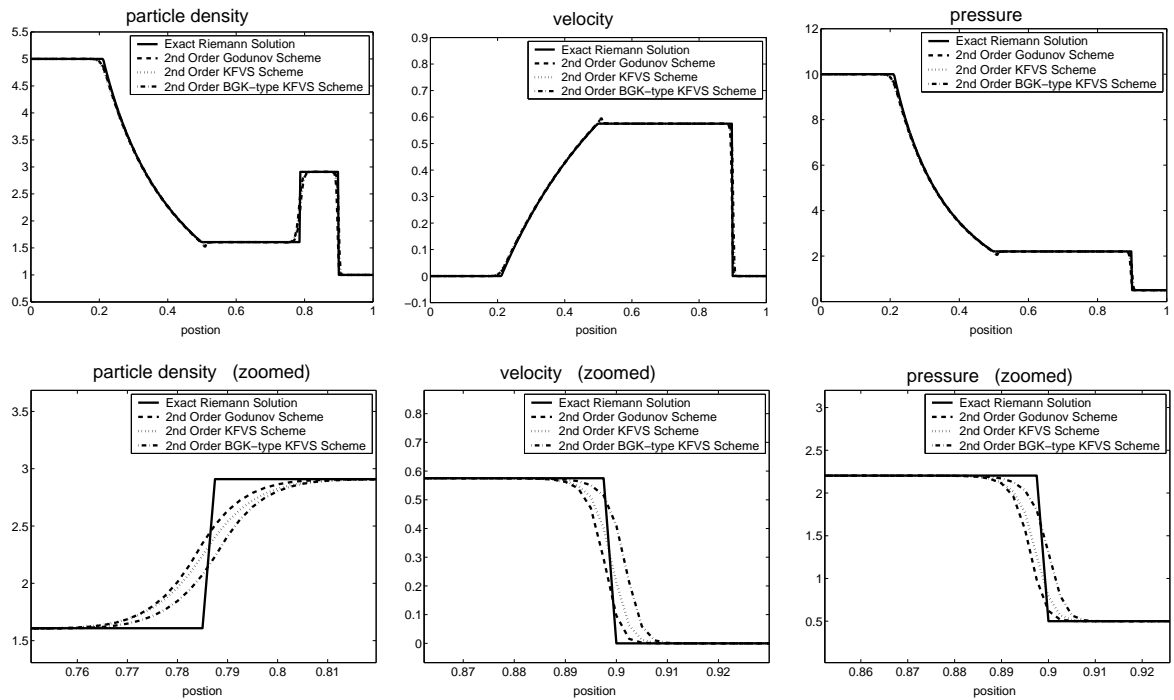 particle density
5.5
5
4.5
4
3.5
3
2.5
2
1.5
1
0.5
0
0.2
0.4
0.6
0.8
1
postion
Exact Riemann Solution
2nd Order Godunov Scheme
2nd Order KFVS Scheme
2nd Order BGK−type KFVS Scheme
velocity
0.9
0.8
0.7
0.6
0.5
0.4
0.3
0.2
0.1
0
−0.1
0
0.2
0.4
0.6
0.8
1
postion
Exact Riemann Solution
2nd Order Godunov Scheme
2nd Order KFVS Scheme
2nd Order BGK−type KFVS Scheme
pressure
12
10
8
6
4
2
0
0
0.2
0.4
0.6
0.8
1
postion
Exact Riemann Solution
2nd Order Godunov Scheme
2nd Order KFVS Scheme
2nd Order BGK−type KFVS Scheme
particle density (zoomed)
3.5
3
2.5
2
1.5
0.76
0.77
0.78
0.79
0.8
0.81
postion
Exact Riemann Solution
2nd Order Godunov Scheme
2nd Order KFVS Scheme
2nd Order BGK−type KFVS Scheme
velocity (zoomed)
0.8
0.7
0.6
0.5
0.4
0.3
0.2
0.1
0
0.87
0.88
0.89
0.9
0.91
0.92
postion
Exact Riemann Solution
2nd Order Godunov Scheme
2nd Order KFVS Scheme
2nd Order BGK−type KFVS Scheme
pressure (zoomed)
3
2.5
2
1.5
1
0.5
0.86
0.87
0.88
0.89
0.9
0.91
0.92
postion
Exact Riemann Solution
2nd Order Godunov Scheme
2nd Order KFVS Scheme
2nd Order BGK−type KFVS Scheme